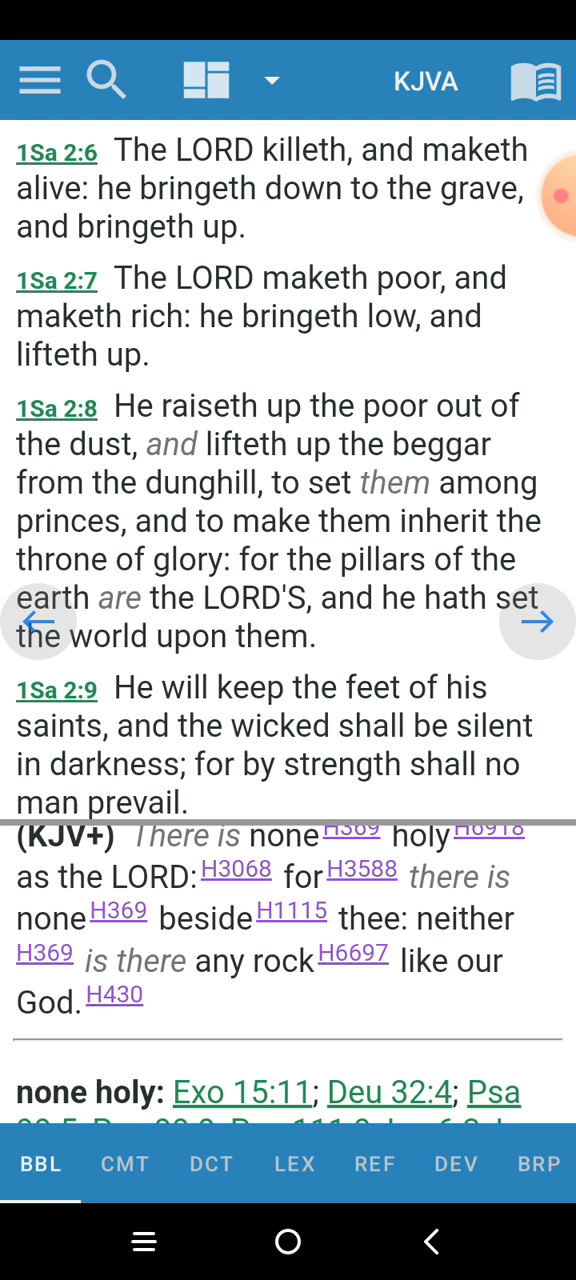 KJVA
1Sa 2:6 The LORD killeth, and maketh
alive: he bringeth down to the grave,
and bringeth up.
1Sa 2:7 The LORD maketh poor, and
maketh rich: he bringeth low, and
lifteth up.
1Sa 2:8 He raiseth up the poor out of
the dust, and lifteth up the beggar
from the dunghill, to set them among
princes, and to make them inherit the
throne of glory: for the pillars of the
earth are the LORD'S, and he hath set
the world upon them.
1Sa 2:9 He will keep the feet of his
saints, and the wicked shall be silent
in darkness; for by strength shall no
man prevail.
(KJV+) There is none H369 holy H6918
as the LORD: H3068 for H3588 there is
none H369 beside H1115 thee: neither
H369 is there any rock H6697 like our
God. H430
none holy: Exo 15:11; Deu 32:4; Psa
BBL CMT DCT LEX REF DEV BRP